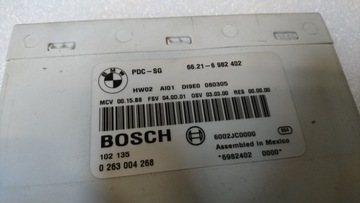 PDC-SG 66.21-6 982 402
HW02 AI01 DI9E0 080305
MCV 00.15.88 FSV 04.00.01 OSV 03.03.00 RES 00.00.00
BOSCH 6002JC0000
102 135 Assembled in Mexico
0 263 004 268 *6982402 0000*